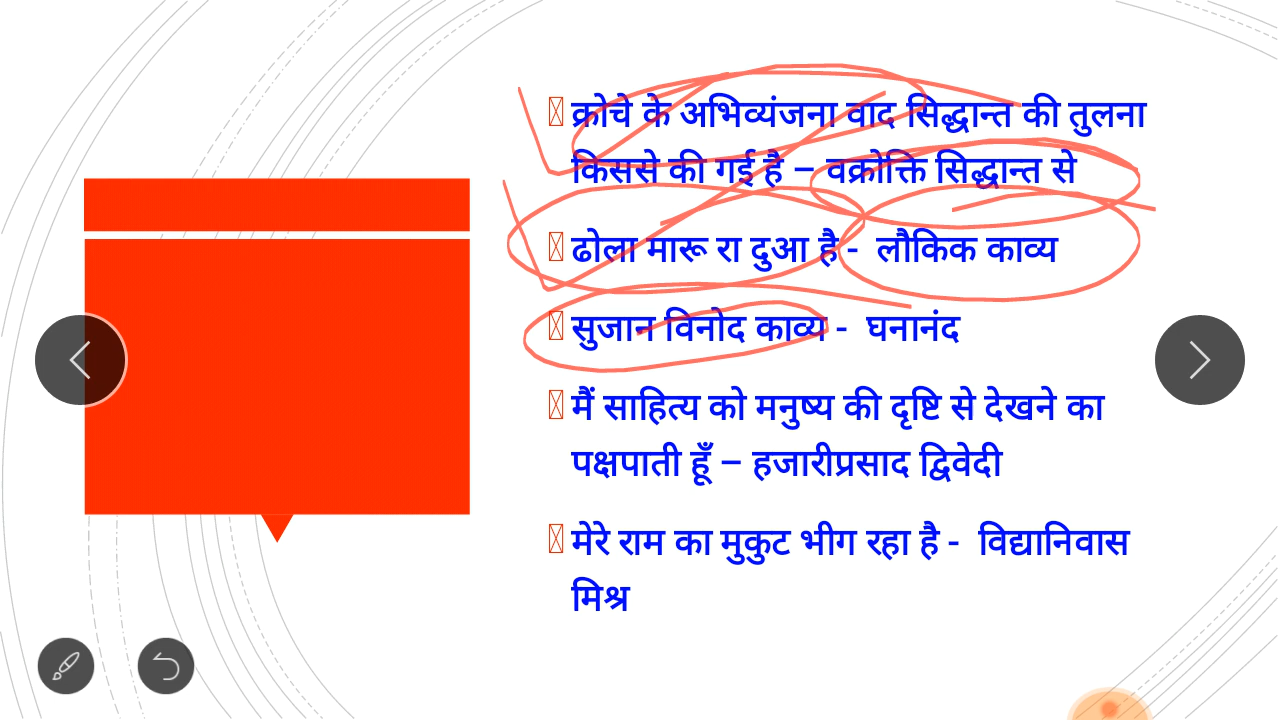 क्रोचे के अभिव्यंजना वाद सिद्धान्त की तुलना
किससे की गई है – वक्रोक्ति सिद्धान्त से
ढोला मारू रा दुआ है - लौकिक काव्य
सुजान विनोद काव्य - घनानंद
मैं साहित्य को मनुष्य की दृष्टि से देखने का
पक्षपाती हूँ – हजारीप्रसाद द्विवेदी
मेरे राम का मुकुट भीग रहा है - विद्यानिवास
मिश्र